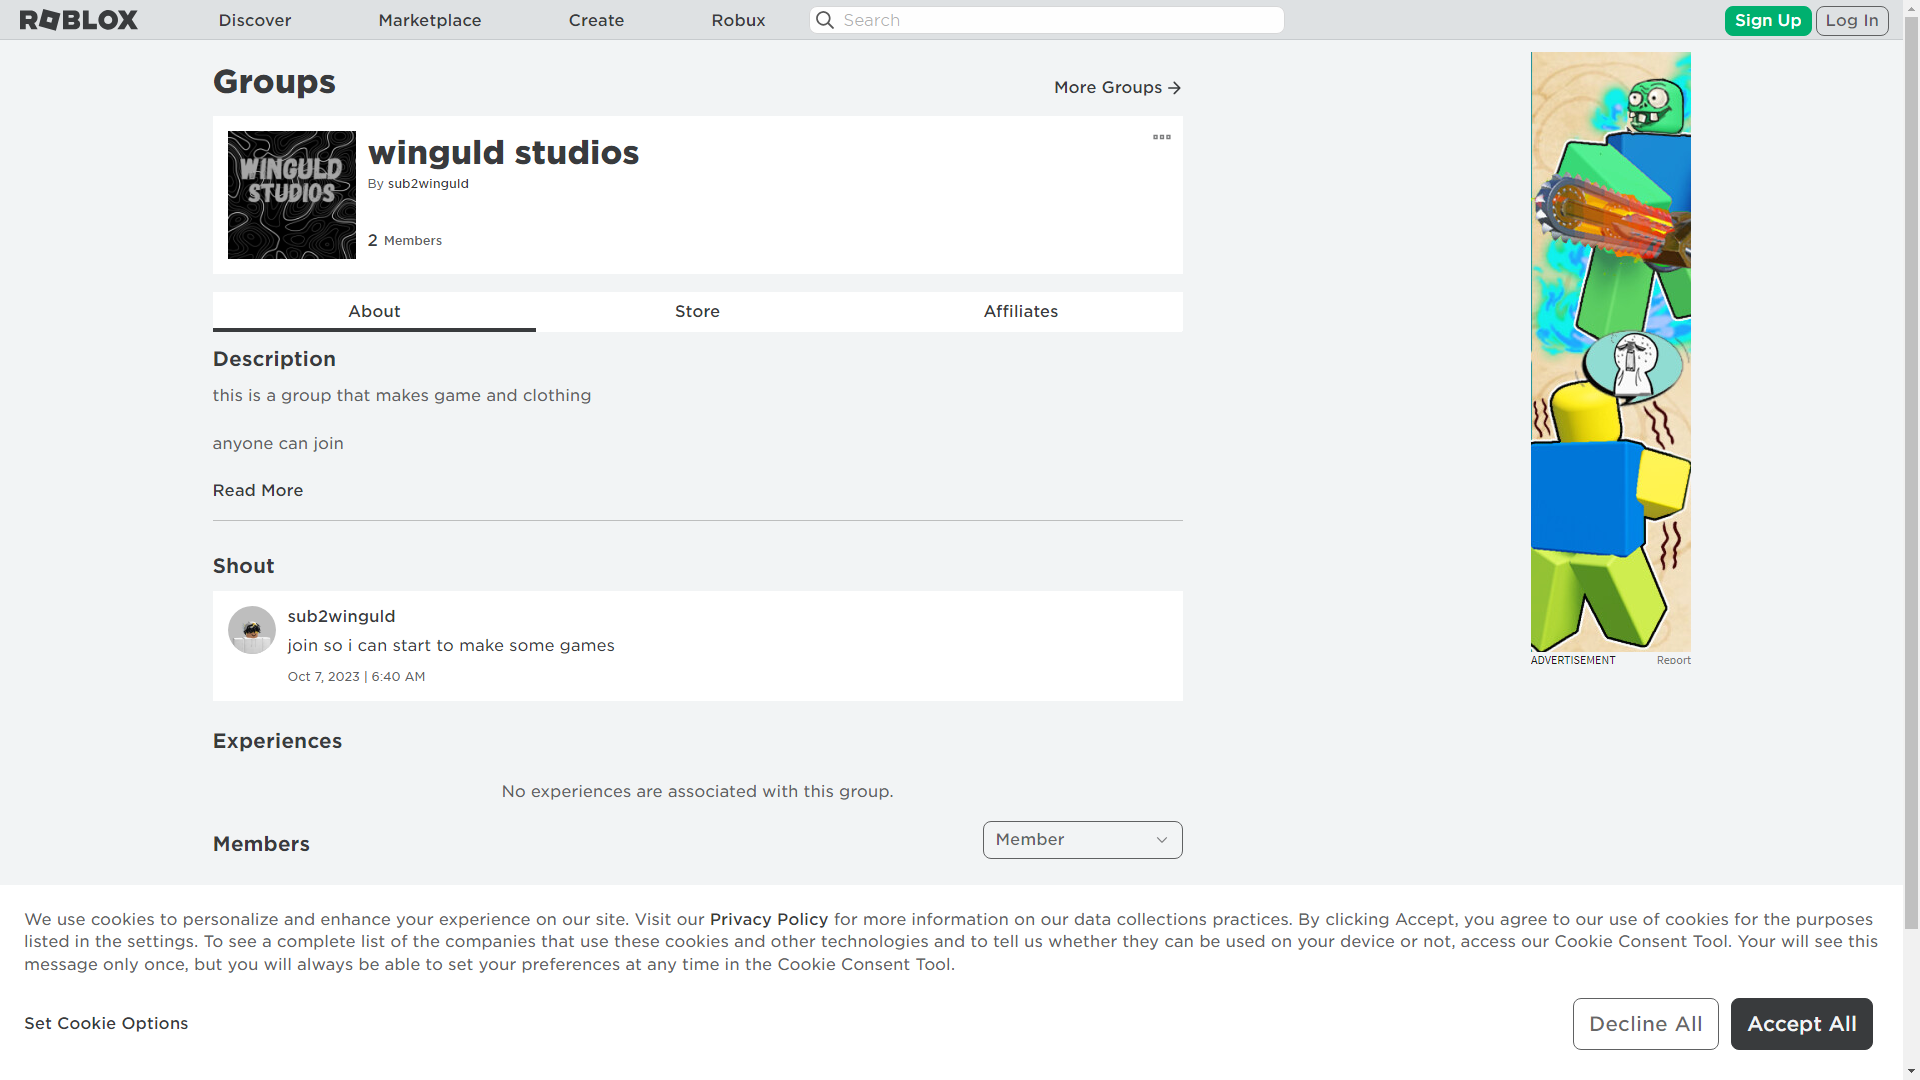 ROBLOX Discover Marketplace Create Robux Search Sign Up Log In
Groups
More Groups
WINGULD
STUDIOS
winguld studios
By sub2winguld
2 Members
About Store Affiliates
Description
this is a group that makes game and clothing
anyone can join
Read More
Shout
sub2winguld
join so i can start to make some games
Oct 7, 2023 | 6:40 AM
Experiences
No experiences are associated with this group.
Members
Member
ADVERTISEMENT Report
We use cookies to personalize and enhance your experience on our site. Visit our Privacy Policy for more information on our data collections practices. By clicking Accept, you agree to our use of cookies for the purposes
listed in the settings. To see a complete list of the companies that use these cookies and other technologies and to tell us whether they can be used on your device or not, access our Cookie Consent Tool. Your will see this
message only once, but you will always be able to set your preferences at any time in the Cookie Consent Tool.
Set Cookie Options
Decline All
Accept All